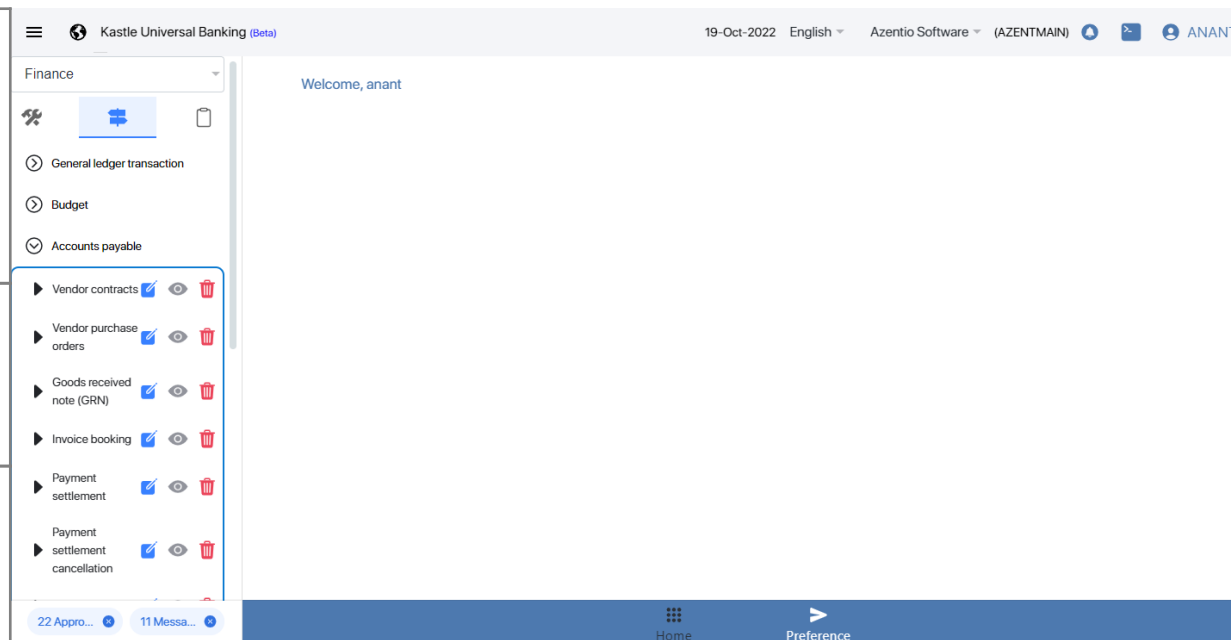 Kastle Universal Banking (Beta)
19-Oct-2022 English Azentio Software (AZENTMAIN) ANANT
Finance
Welcome, anant
General ledger transaction
Budget
Accounts payable
Vendor contracts
Vendor purchase
orders
Goods received
note (GRN)
Invoice booking
Payment
settlement
Payment
settlement
cancellation
22 Appro... 11 Messa...
Home Preference